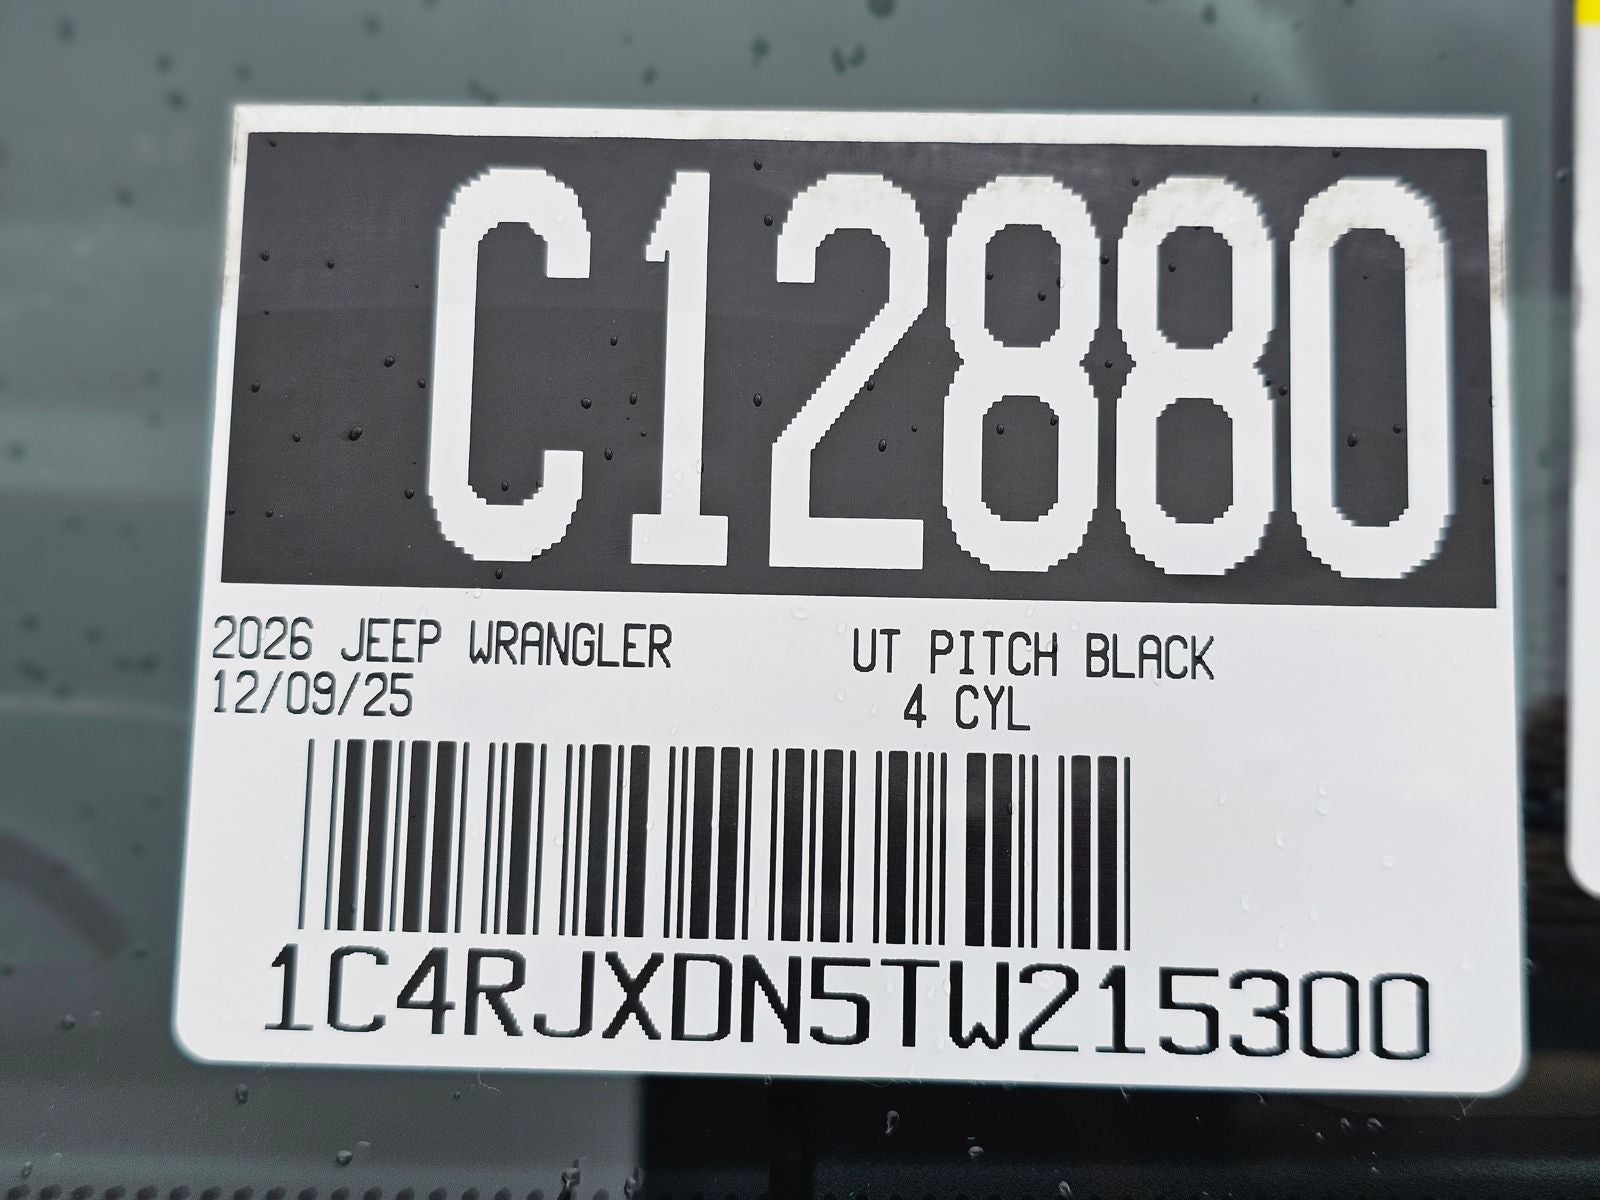 C12880
2026 JEEP WRANGLER UT PITCH BLACK
12/09/25 4 CYL
1C4RJXDN5TW215300